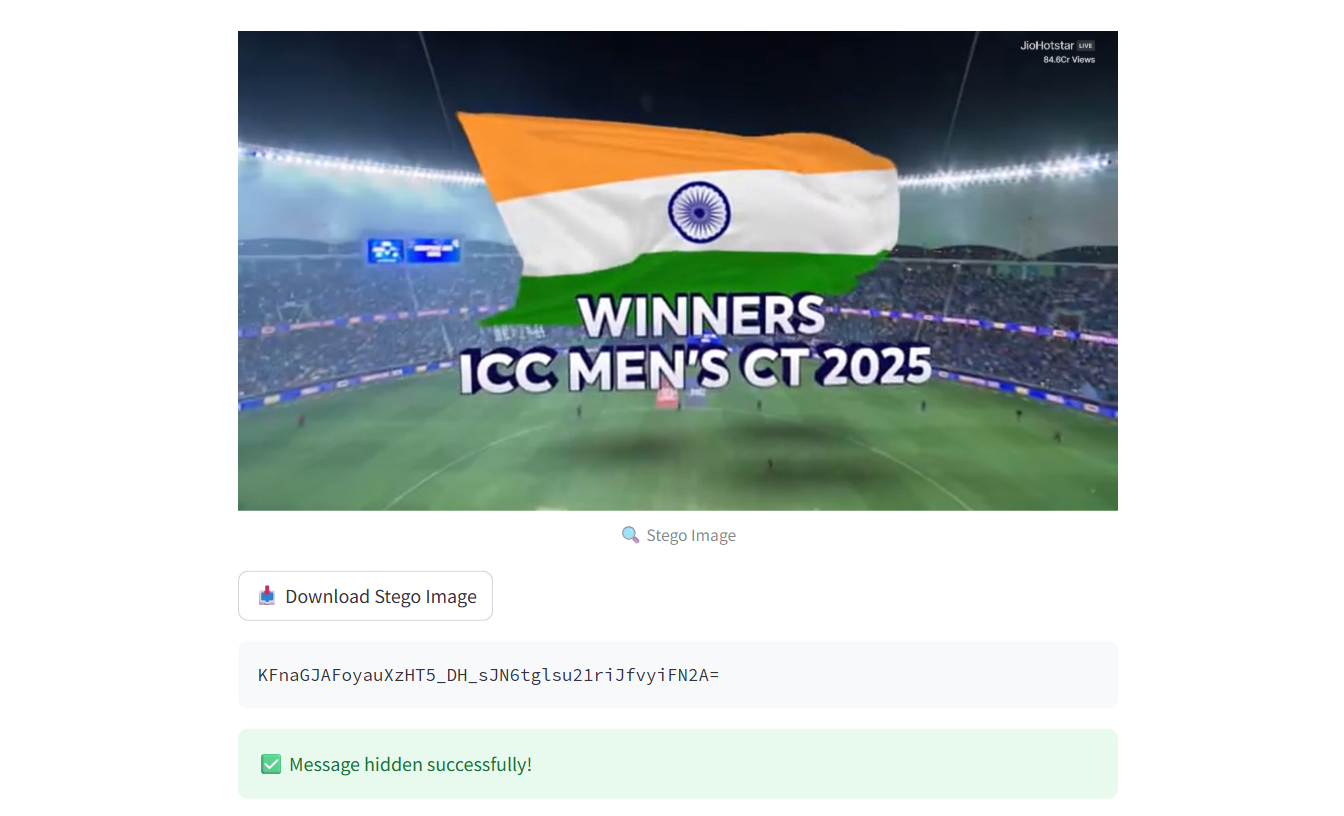 JioHotstar LIVE
84.6Cr Views
WINNERS
ICC MEN'S CT 2025
Stego Image
Download Stego Image
KFnaGJAFoyauXzHT5_DH_sJN6tglsu21riJfvyiFN2A=
Message hidden successfully!